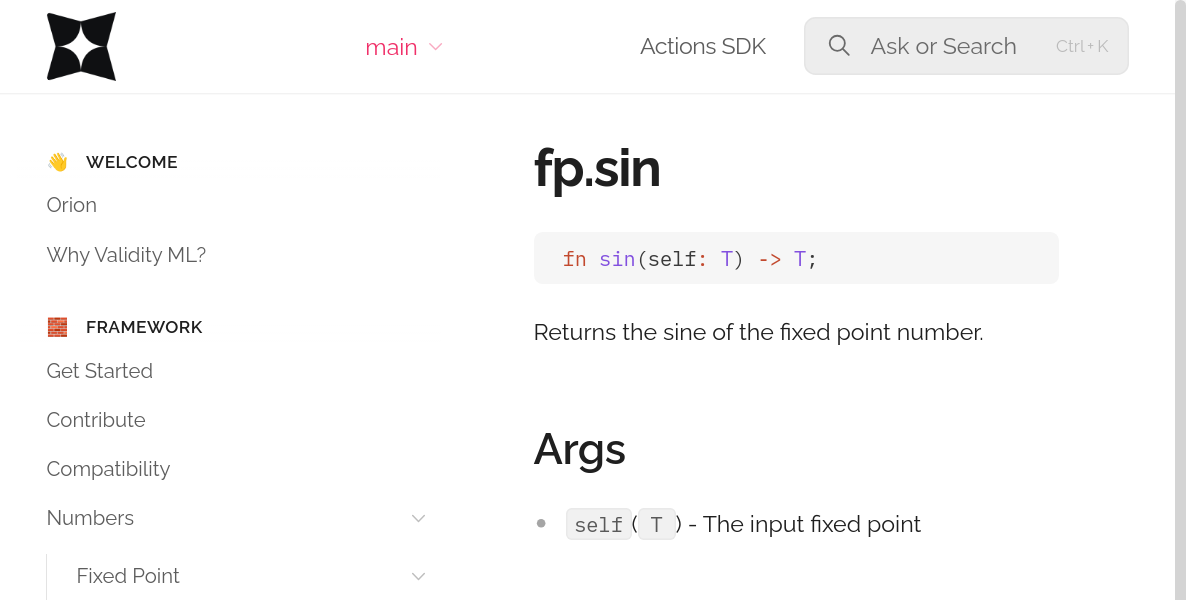 main
Actions SDK
Ask or Search
Ctrl+K
👋 WELCOME
Orion
Why Validity ML?
🧱 FRAMEWORK
Get Started
Contribute
Compatibility
Numbers
Fixed Point
fp.sin
fn sin(self: T) -> T;
Returns the sine of the fixed point number.
Args
• self(T) - The input fixed point